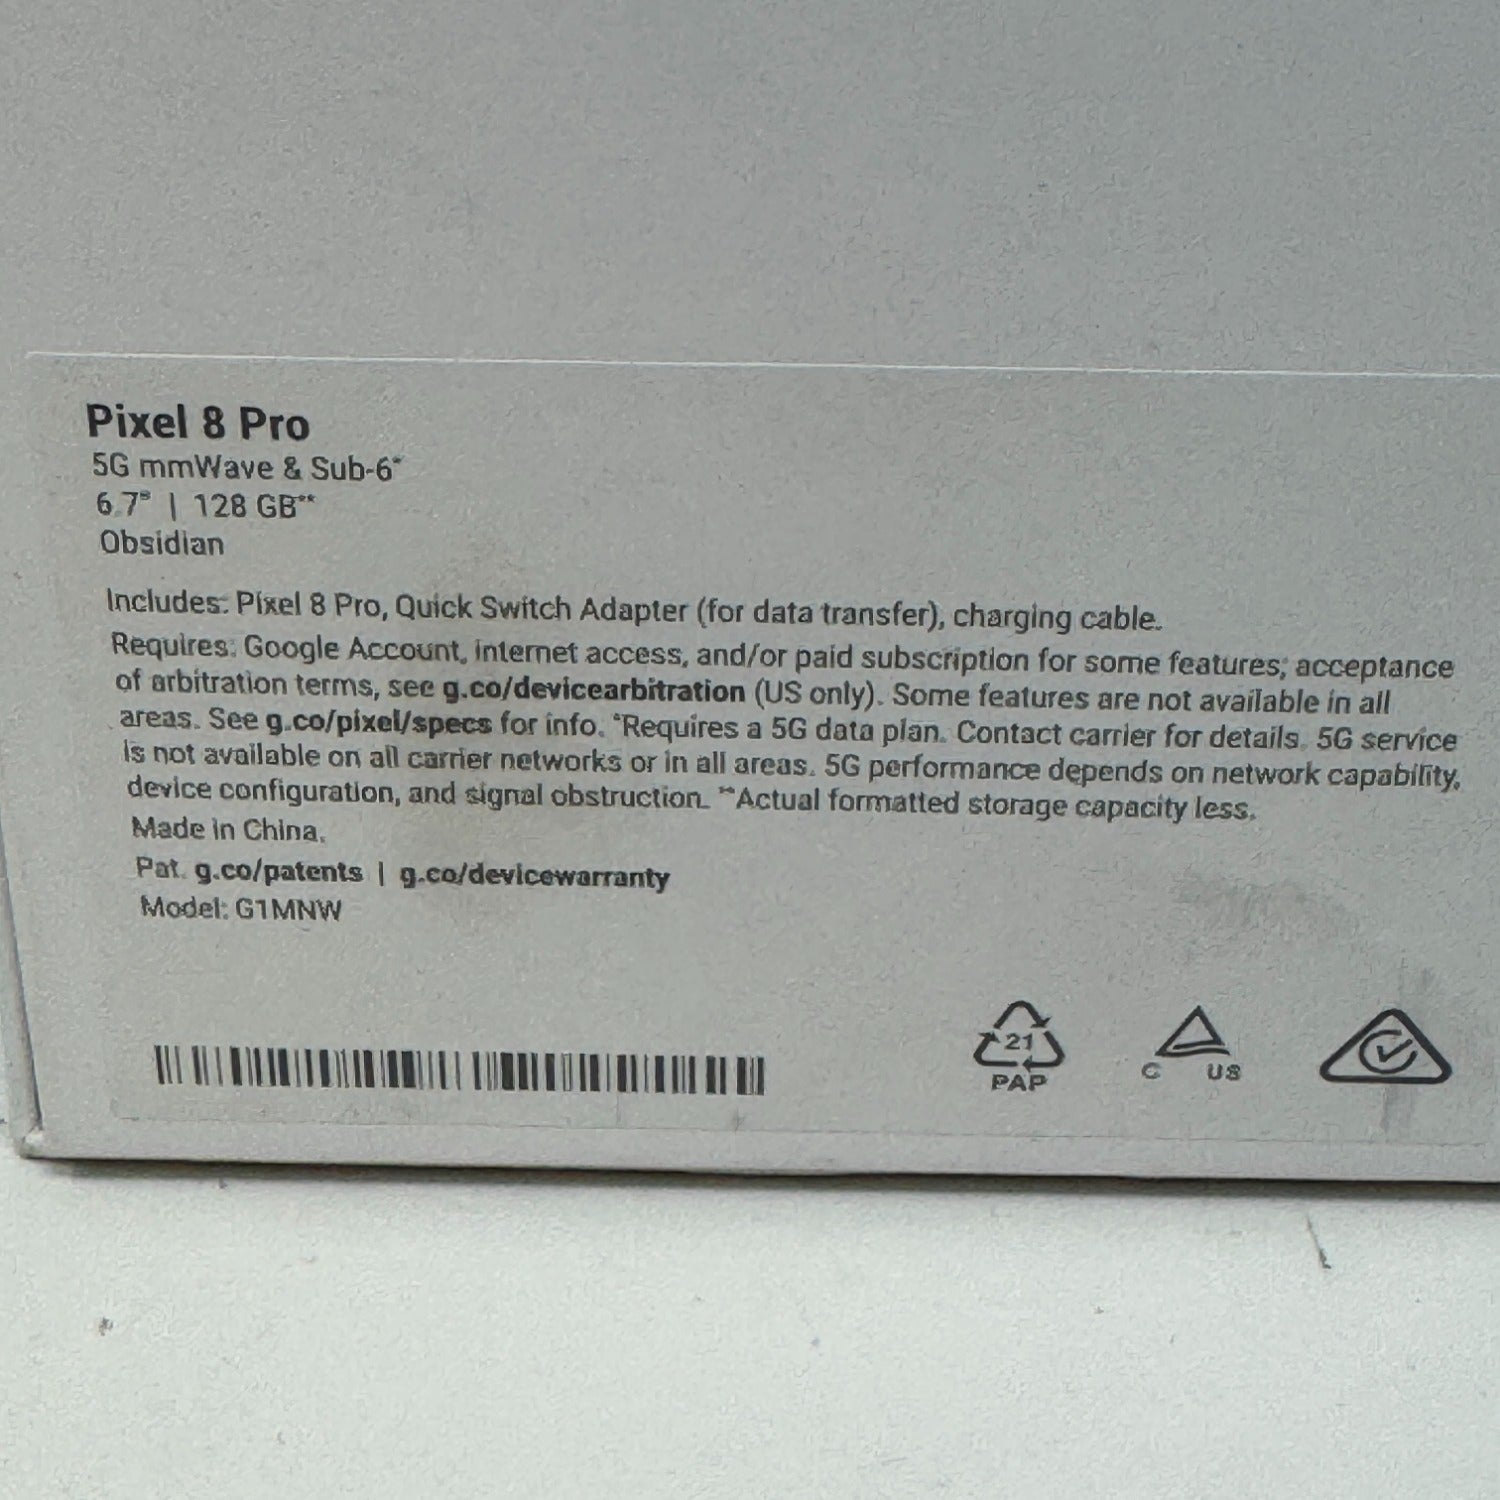 Pixel 8 Pro
5G mmWave & Sub-6*
6.7" | 128 GB**
Obsidian
Includes: Pixel 8 Pro, Quick Switch Adapter (for data transfer), charging cable.
Requires: Google Account, internet access, and/or paid subscription for some features; acceptance
of arbitration terms, see g.co/devicearbitration (US only). Some features are not available in all
areas. See g.co/pixel/specs for info. *Requires a 5G data plan. Contact carrier for details. 5G service
is not available on all carrier networks or in all areas. 5G performance depends on network capability,
device configuration, and signal obstruction. **Actual formatted storage capacity less.
Made in China.
Pat. g.co/patents | g.co/devicewarranty
Model: G1MNW
21
PAP
C US